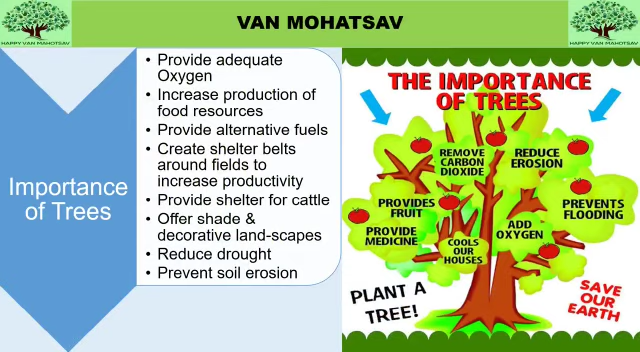 VAN MOHATSAV
HAPPY VAN MAHOTSAV
HAPPY VAN MAHOTSAV
Importance
of Trees
• Provide adequate
Oxygen
• Increase production of
food resources
• Provide alternative fuels
• Create shelter belts
around fields to
increase productivity
• Provide shelter for cattle
• Offer shade &
decorative land-scapes
• Reduce drought
• Prevent soil erosion
THE IMPORTANCE
OF TREES
REMOVE
CARBON
DIOXIDE
REDUCE
EROSION
PROVIDES
FRUIT
PREVENTS
FLOODING
PROVIDE
MEDICINE
COOLS
OUR
HOUSES
ADD
OXYGEN
PLANT A
TREE!
SAVE
OUR
EARTH